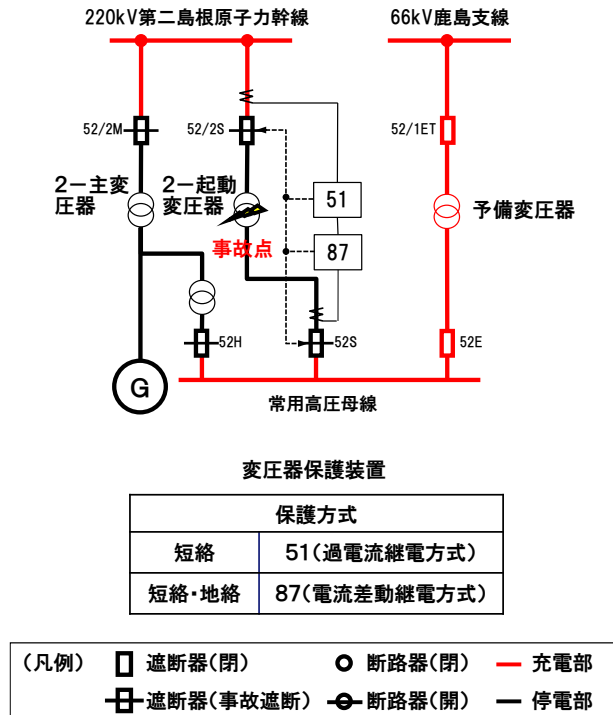 220kV第二島根原子力幹線 66kV鹿島支線
52/2M 52/2S 52/1ET
2－主変圧器
2－起動変圧器
51
予備変圧器
事故点
87
52H 52S 52E
G
常用高圧母線
変圧器保護装置
保護方式
短絡 51(過電流継電方式)
短絡・地絡 87(電流差動継電方式)
(凡例) 遮断器(閉) 断路器(閉) 充電部
遮断器(事故遮断) 断路器(開) 停電部